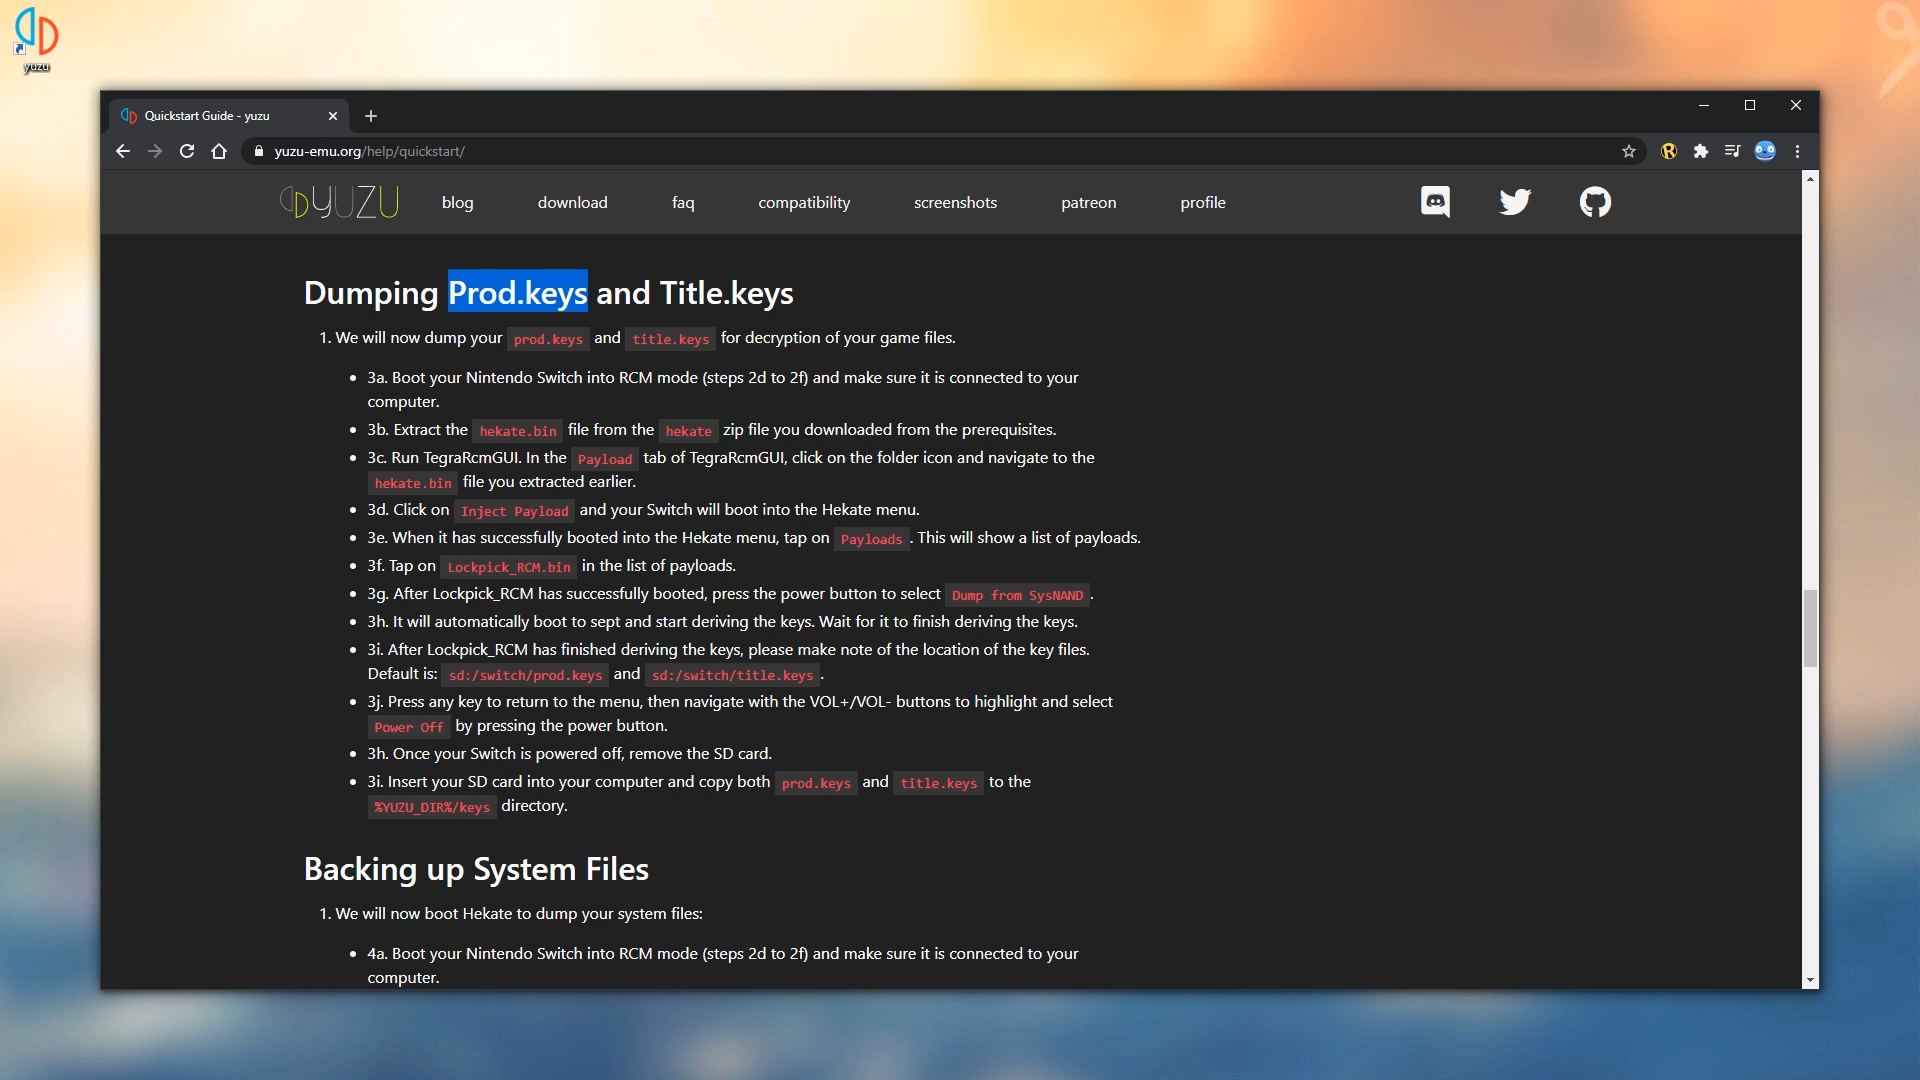 yuzu
Quickstart Guide - yuzu
yuzu-emu.org/help/quickstart/
YUZU blog download faq compatibility screenshots patreon profile
Dumping Prod.keys and Title.keys
1. We will now dump your prod.keys and title.keys for decryption of your game files.
• 3a. Boot your Nintendo Switch into RCM mode (steps 2d to 2f) and make sure it is connected to your
computer.
• 3b. Extract the hekate.bin file from the hekate zip file you downloaded from the prerequisites.
• 3c. Run TegraRcmGUI. In the Payload tab of TegraRcmGUI, click on the folder icon and navigate to the
hekate.bin file you extracted earlier.
• 3d. Click on Inject Payload and your Switch will boot into the Hekate menu.
• 3e. When it has successfully booted into the Hekate menu, tap on Payloads. This will show a list of payloads.
• 3f. Tap on Lockpick_RCM.bin in the list of payloads.
• 3g. After Lockpick_RCM has successfully booted, press the power button to select Dump from SysNAND.
• 3h. It will automatically boot to sept and start deriving the keys. Wait for it to finish deriving the keys.
• 3i. After Lockpick_RCM has finished deriving the keys, please make note of the location of the key files.
Default is: sd:/switch/prod.keys and sd:/switch/title.keys.
• 3j. Press any key to return to the menu, then navigate with the VOL+/VOL- buttons to highlight and select
Power Off by pressing the power button.
• 3h. Once your Switch is powered off, remove the SD card.
• 3i. Insert your SD card into your computer and copy both prod.keys and title.keys to the
%YUZU_DIR%/keys directory.
Backing up System Files
1. We will now boot Hekate to dump your system files:
• 4a. Boot your Nintendo Switch into RCM mode (steps 2d to 2f) and make sure it is connected to your
computer.